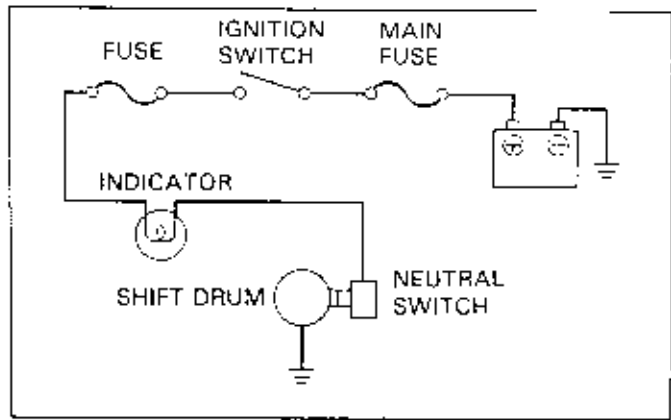 FUSE
IGNITION
SWITCH
MAIN
FUSE
INDICATOR
SHIFT DRUM
NEUTRAL
SWITCH